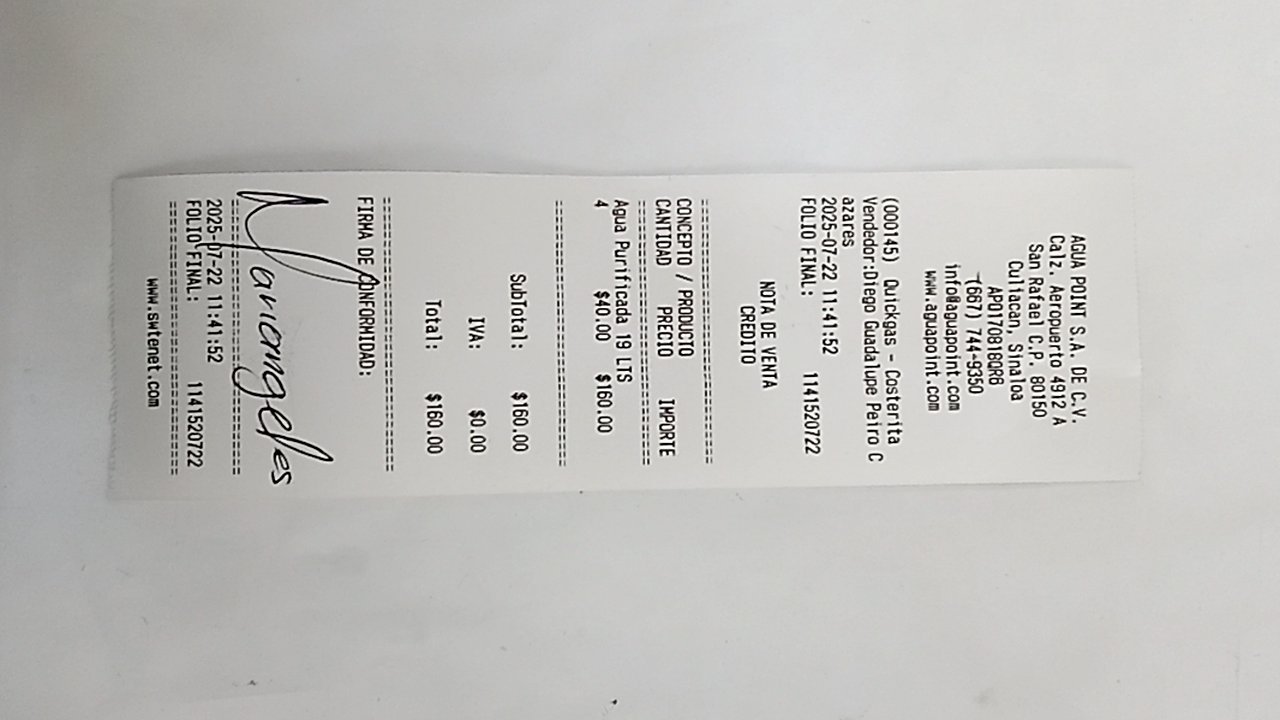 AGUA POINT S.A. DE C.V.
Calz. Aeropuerto 4912 A
San Rafael C.P. 80150
Culiacan, Sinaloa
APO170818QR6
(667) 744-9350
info@aguapoint.com
www.aguapoint.com
(000145) Quickgas - Costerita
Vendedor:Diego Guadalupe Peiro C
azares
2025-07-22 11:41:52
FOLIO FINAL: 1141520722
NOTA DE VENTA
CREDITO
================================
CONCEPTO / PRODUCTO
CANTIDAD PRECIO IMPORTE
================================
Agua Purificada 19 LTS
4 $40.00 $160.00
================================
SubTotal: $160.00
IVA: $0.00
Total: $160.00
================================
FIRMA DE CONFORMIDAD:
Mariangeles
================================
2025-07-22 11:41:52
FOLIO FINAL: 1141520722
================================
www.swtenet.com